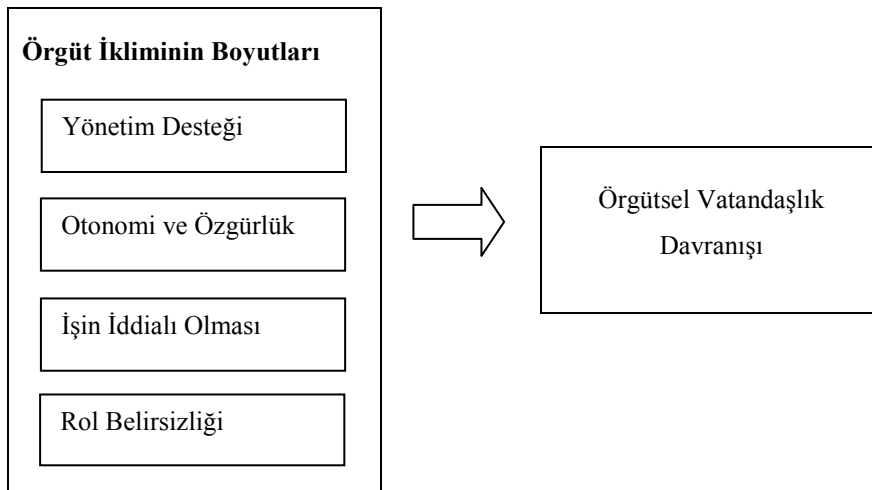 Örgüt İkliminin Boyutları
Yönetim Desteği
Otonomi ve Özgürlük
İşin İddialı Olması
Rol Belirsizliği
Örgütsel Vatandaşlık
Davranışı